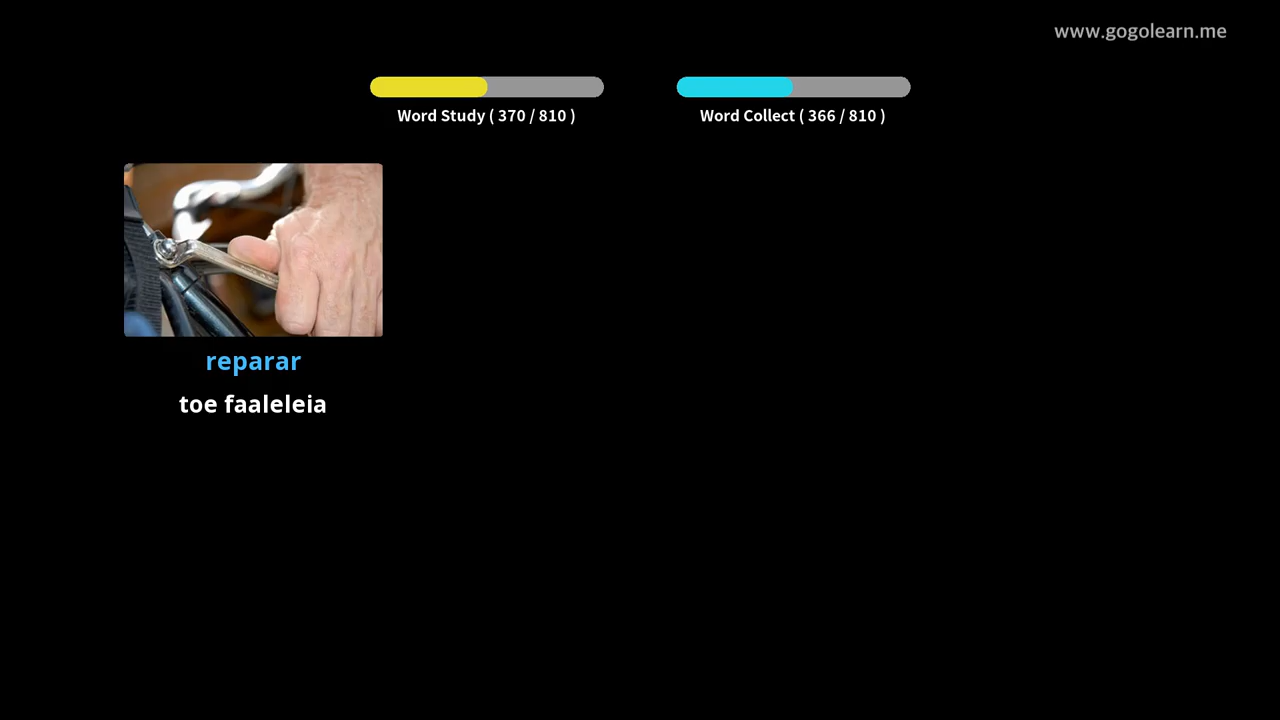 www.gogolearn.me
Word Study ( 370 / 810 )
Word Collect ( 366 / 810 )
reparar
toe faaleleia